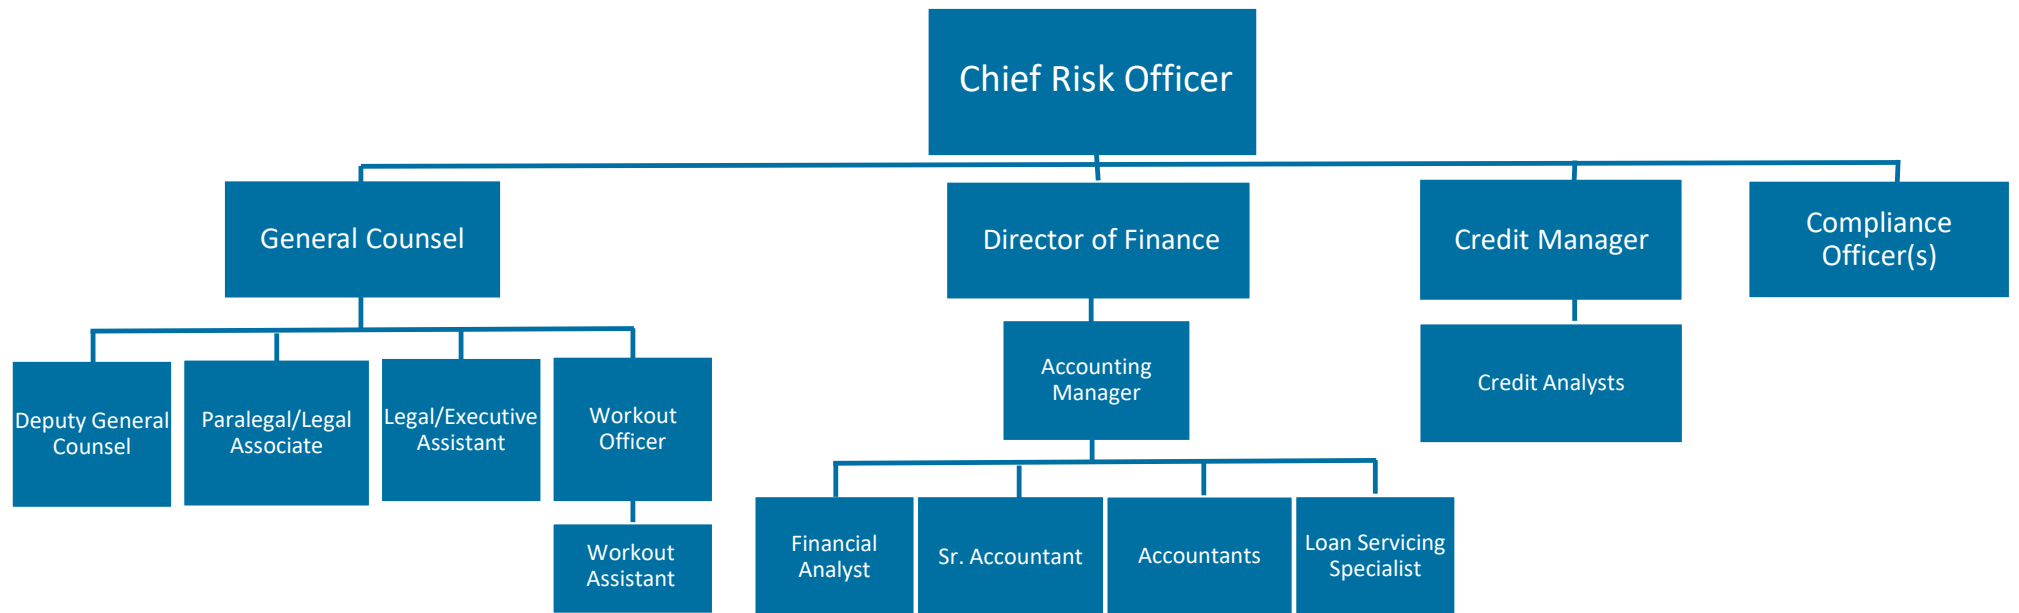 Chief Risk Officer
General Counsel
Director of Finance
Credit Manager
Compliance
Officer(s)
Deputy General
Counsel
Paralegal/Legal
Associate
Legal/Executive
Assistant
Workout
Officer
Accounting
Manager
Credit Analysts
Workout
Assistant
Financial
Analyst
Sr. Accountant
Accountants
Loan Servicing
Specialist